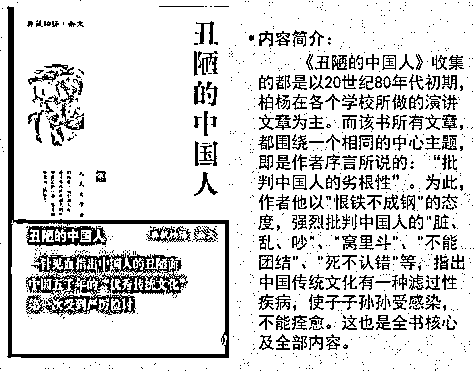 丑陋的中国人
丑陋的中国人
•内容简介：
《丑陋的中国人》收集
的都是以20世纪80年代初期，
柏杨在各个学校所做的演讲
文章为主。而该书所有文章，
都围绕一个相同的中心主题，
即是作者序言所说的：“批
判中国人的劣根性”。为此，
作者他以"恨铁不成钢"的态
度，强烈批判中国人的"脏、
乱、吵"、"窝里斗"、"不能
团结"、"死不认错"等，指出
中国传统文化有一种滤过性
疾病，使子子孙孙受感染，
不能痊愈。这也是全书核心
及全部内容。